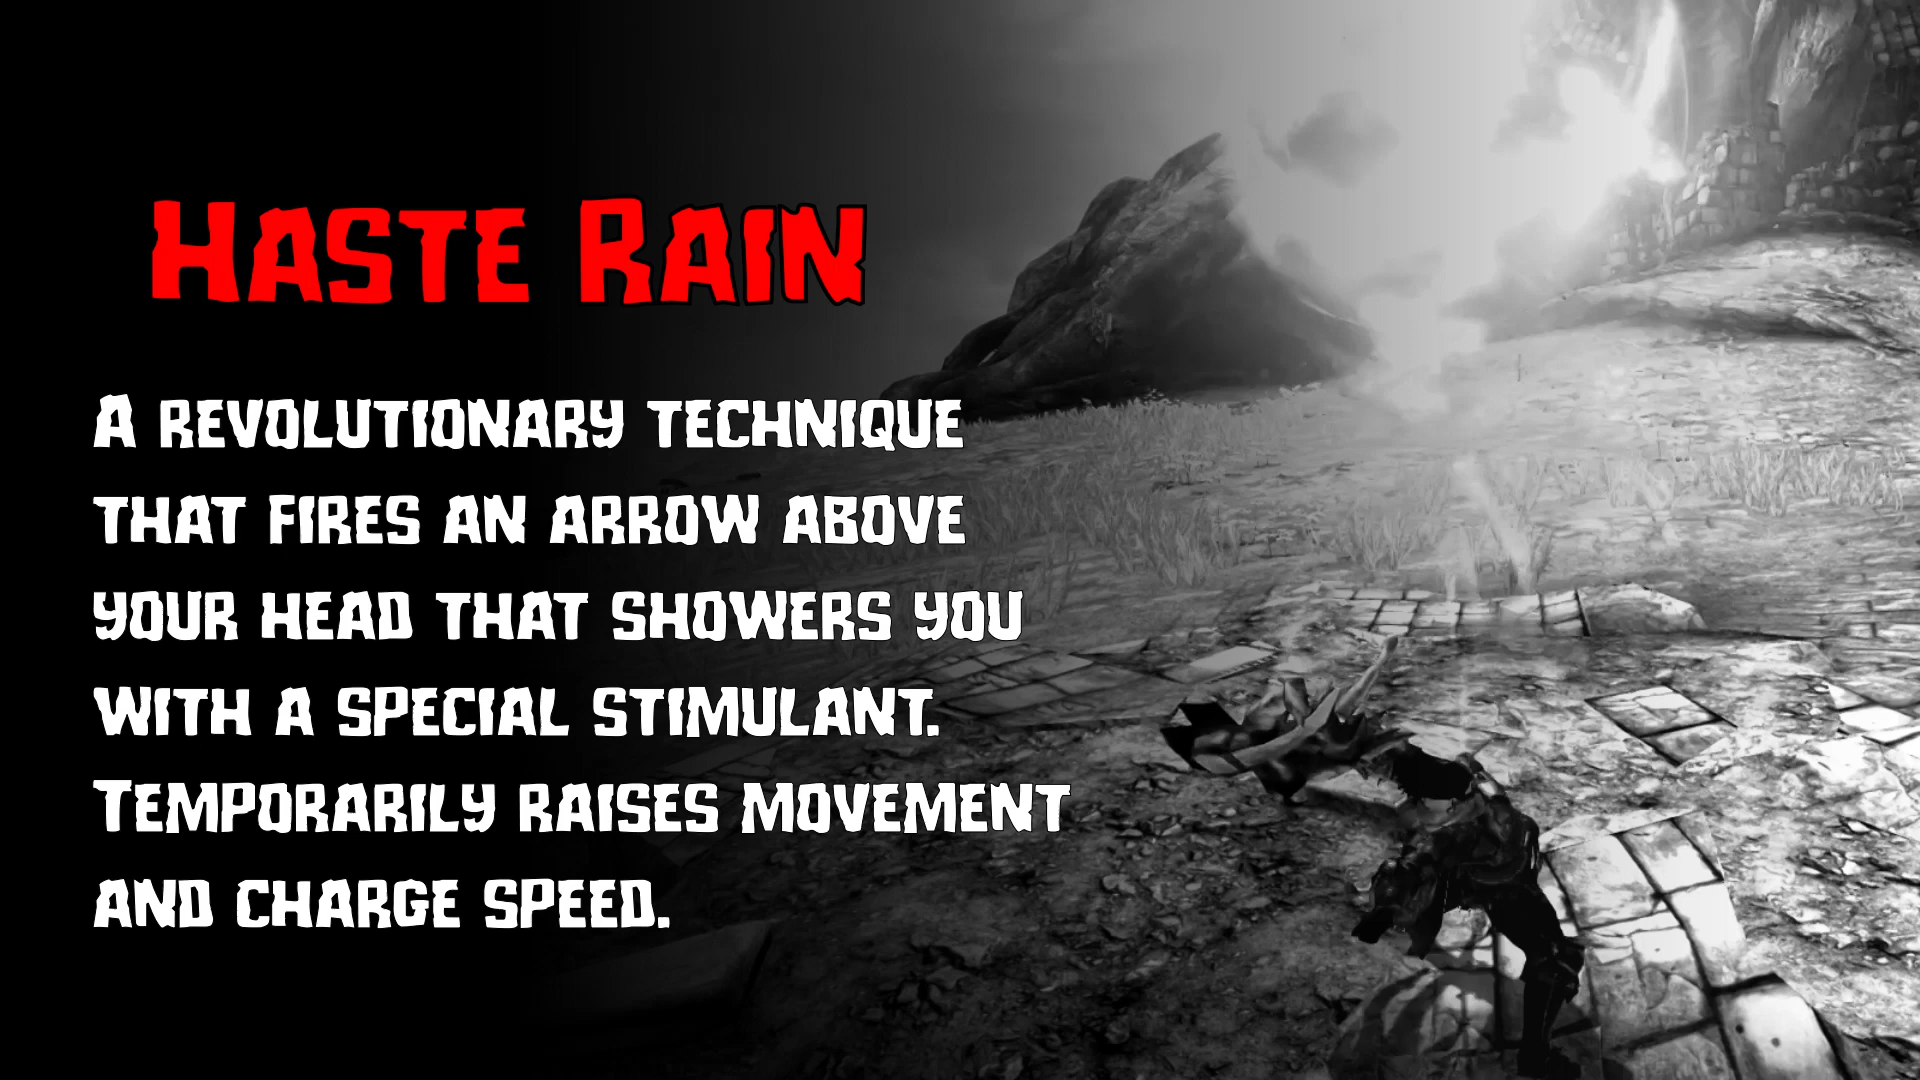 Haste Rain
A revolutionary technique
that fires an arrow above
your head that showers you
with a special stimulant.
Temporarily raises movement
and charge speed.